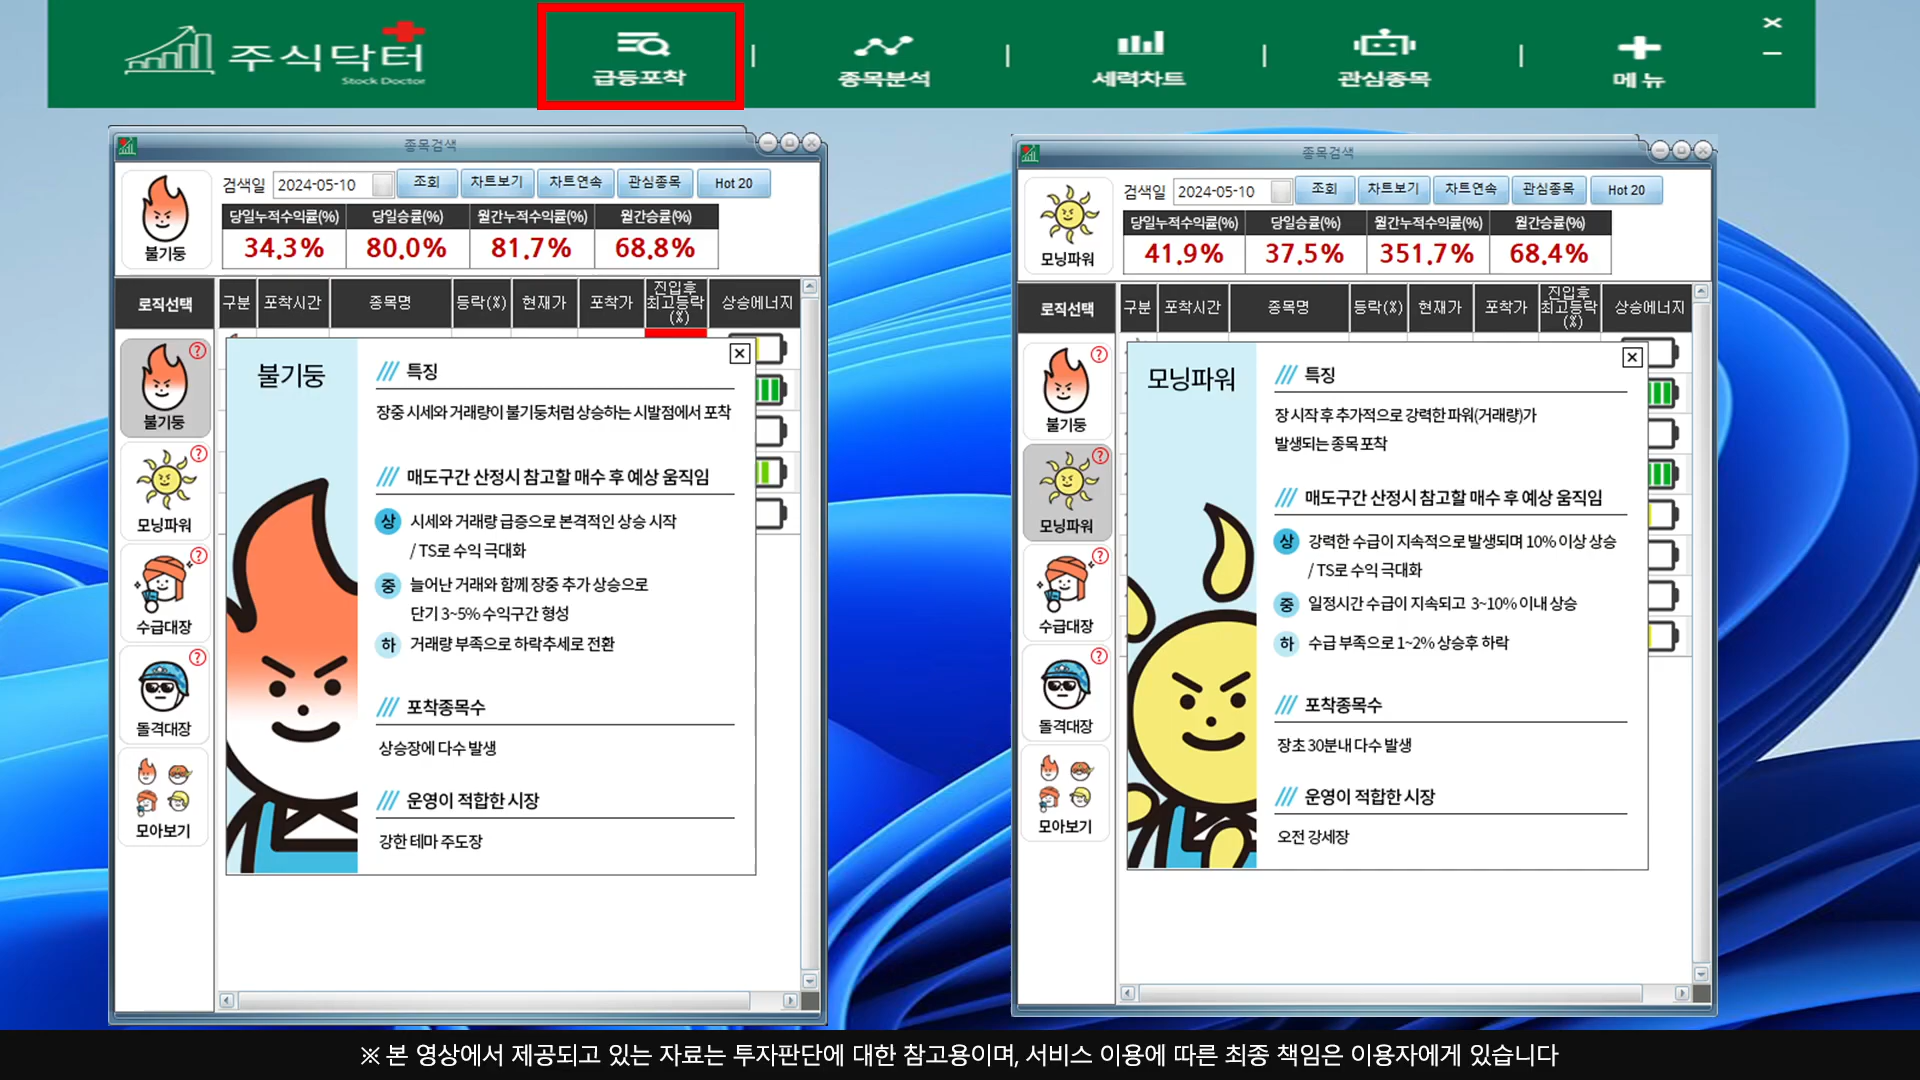 주식닥터
Stock Doctor
급등포착
종목분석
세력차트
관심종목
메뉴
종목검색
불기둥
검색일 2024-05-10 조회 차트보기 차트연속 관심종목 Hot 20
당일누적수익률(%) 당일승률(%) 월간누적수익률(%) 월간승률(%)
34.3% 80.0% 81.7% 68.8%
로직선택
구분 포착시간 종목명 등락(%) 현재가 포착가 진입후 최고등락 (%) 상승에너지
불기둥
모닝파워
수급대장
돌격대장
모아보기
불기둥
/// 특징
장중 시세와 거래량이 불기둥처럼 상승하는 시발점에서 포착
/// 매도구간 산정시 참고할 매수 후 예상 움직임
상 시세와 거래량 급증으로 본격적인 상승 시작
/ TS로 수익 극대화
중 늘어난 거래와 함께 장중 추가 상승으로
단기 3~5% 수익구간 형성
하 거래량 부족으로 하락추세로 전환
/// 포착종목수
상승장에 다수 발생
/// 운영이 적합한 시장
강한 테마 주도장
종목검색
모닝파워
검색일 2024-05-10 조회 차트보기 차트연속 관심종목 Hot 20
당일누적수익률(%) 당일승률(%) 월간누적수익률(%) 월간승률(%)
41.9% 37.5% 351.7% 68.4%
로직선택
구분 포착시간 종목명 등락(%) 현재가 포착가 진입후 최고등락 (%) 상승에너지
불기둥
모닝파워
수급대장
돌격대장
모아보기
모닝파워
/// 특징
장 시작 후 추가적으로 강력한 파워(거래량)가
발생되는 종목 포착
/// 매도구간 산정시 참고할 매수 후 예상 움직임
상 강력한 수급이 지속적으로 발생되며 10% 이상 상승
/ TS로 수익 극대화
중 일정시간 수급이 지속되고 3~10% 이내 상승
하 수급 부족으로 1~2% 상승후 하락
/// 포착종목수
장초 30분내 다수 발생
/// 운영이 적합한 시장
오전 강세장
※ 본 영상에서 제공되고 있는 자료는 투자판단에 대한 참고용이며, 서비스 이용에 따른 최종 책임은 이용자에게 있습니다